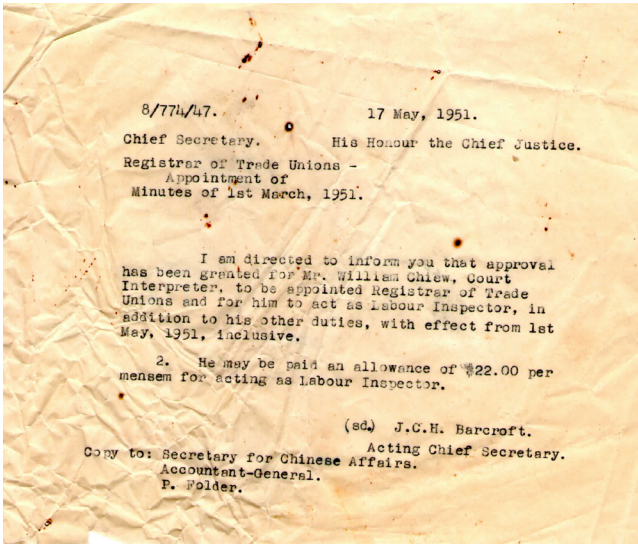 8/774/47. 17 May, 1951.
Chief Secretary. His Honour the Chief Justice.
Registrar of Trade Unions -
Appointment of
Minutes of 1st March, 1951.
I am directed to inform you that approval
has been granted for Mr. William Chiew, Court
Interpreter, to be appointed Registrar of Trade
Unions and for him to act as Labour Inspector, in
addition to his other duties, with effect from 1st
May, 1951, inclusive.
2. He may be paid an allowance of $22.00 per
mensem for acting as Labour Inspector.
(sd.) J.C.H. Barcroft.
Acting Chief Secretary.
Copy to: Secretary for Chinese Affairs.
Accountant-General.
P. Folder.